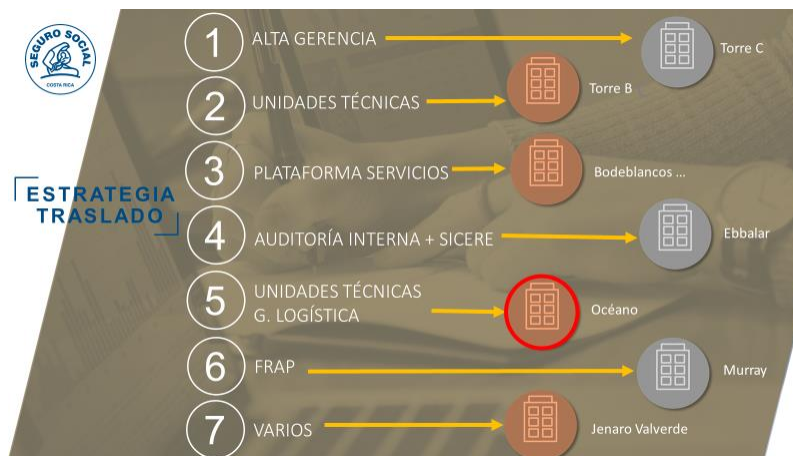 SEGURO SOCIAL
COSTA RICA
ESTRATEGIA
TRASLADO
1 ALTA GERENCIA Torre C
2 UNIDADES TÉCNICAS Torre B
3 PLATAFORMA SERVICIOS Bodeblancos ...
4 AUDITORÍA INTERNA + SICERE Ebbalar
5 UNIDADES TÉCNICAS
G. LOGÍSTICA Océano
6 FRAP Murray
7 VARIOS Jenaro Valverde